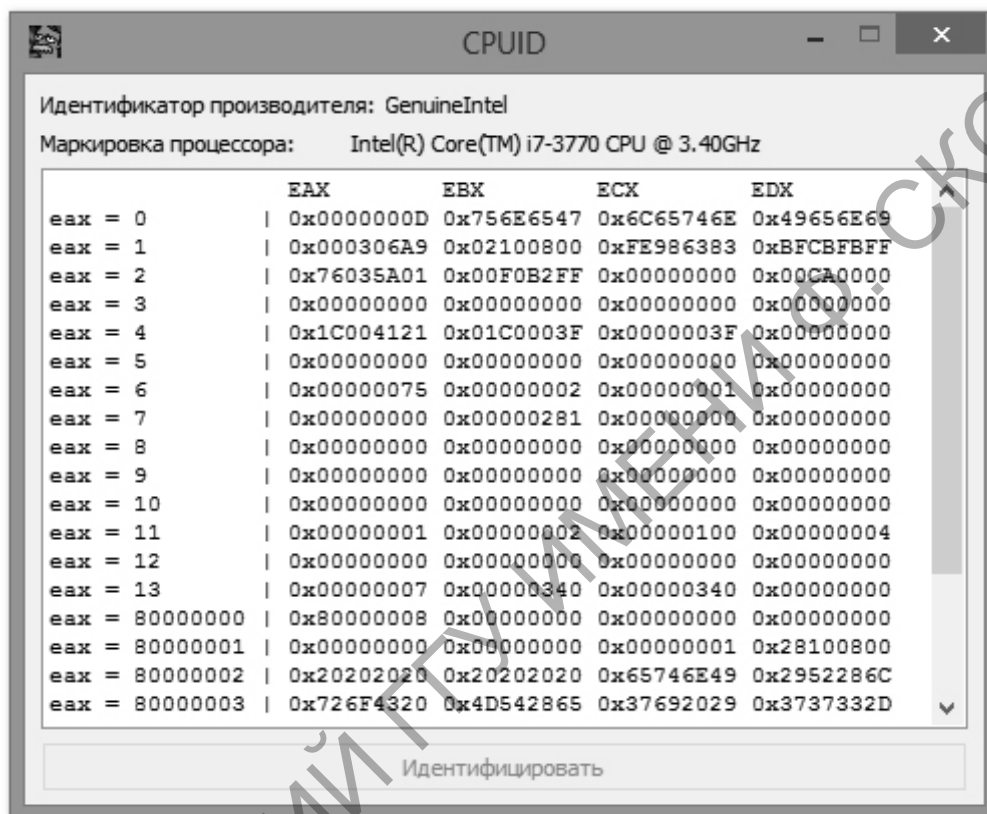 CPUID
Идентификатор производителя: GenuineIntel
Маркировка процессора: Intel(R) Core(TM) i7-3770 CPU @ 3.40GHz
EAX EBX ECX EDX
eax = 0 | 0x0000000D 0x756E6547 0x6C65746E 0x49656E69
eax = 1 | 0x000306A9 0x02100800 0xFE986383 0xBFCBFBFF
eax = 2 | 0x76035A01 0x00F0B2FF 0x00000000 0x00CA0000
eax = 3 | 0x00000000 0x00000000 0x00000000 0x00000000
eax = 4 | 0x1C004121 0x01C0003F 0x0000003F 0x00000000
eax = 5 | 0x00000000 0x00000000 0x00000000 0x00000000
eax = 6 | 0x00000075 0x00000002 0x00000001 0x00000000
eax = 7 | 0x00000000 0x00000281 0x00000000 0x00000000
eax = 8 | 0x00000000 0x00000000 0x00000000 0x00000000
eax = 9 | 0x00000000 0x00000000 0x00000000 0x00000000
eax = 10 | 0x00000000 0x00000000 0x00000000 0x00000000
eax = 11 | 0x00000001 0x00000002 0x00000100 0x00000004
eax = 12 | 0x00000000 0x00000000 0x00000000 0x00000000
eax = 13 | 0x00000007 0x00000340 0x00000340 0x00000000
eax = 80000000 | 0x80000008 0x00000000 0x00000000 0x00000000
eax = 80000001 | 0x00000000 0x00000000 0x00000001 0x28100800
eax = 80000002 | 0x20202020 0x20202020 0x65746E49 0x2952286C
eax = 80000003 | 0x726F4320 0x4D542865 0x37692029 0x3737332D
Идентифицировать
ГГУ ИМЕНИ Ф.